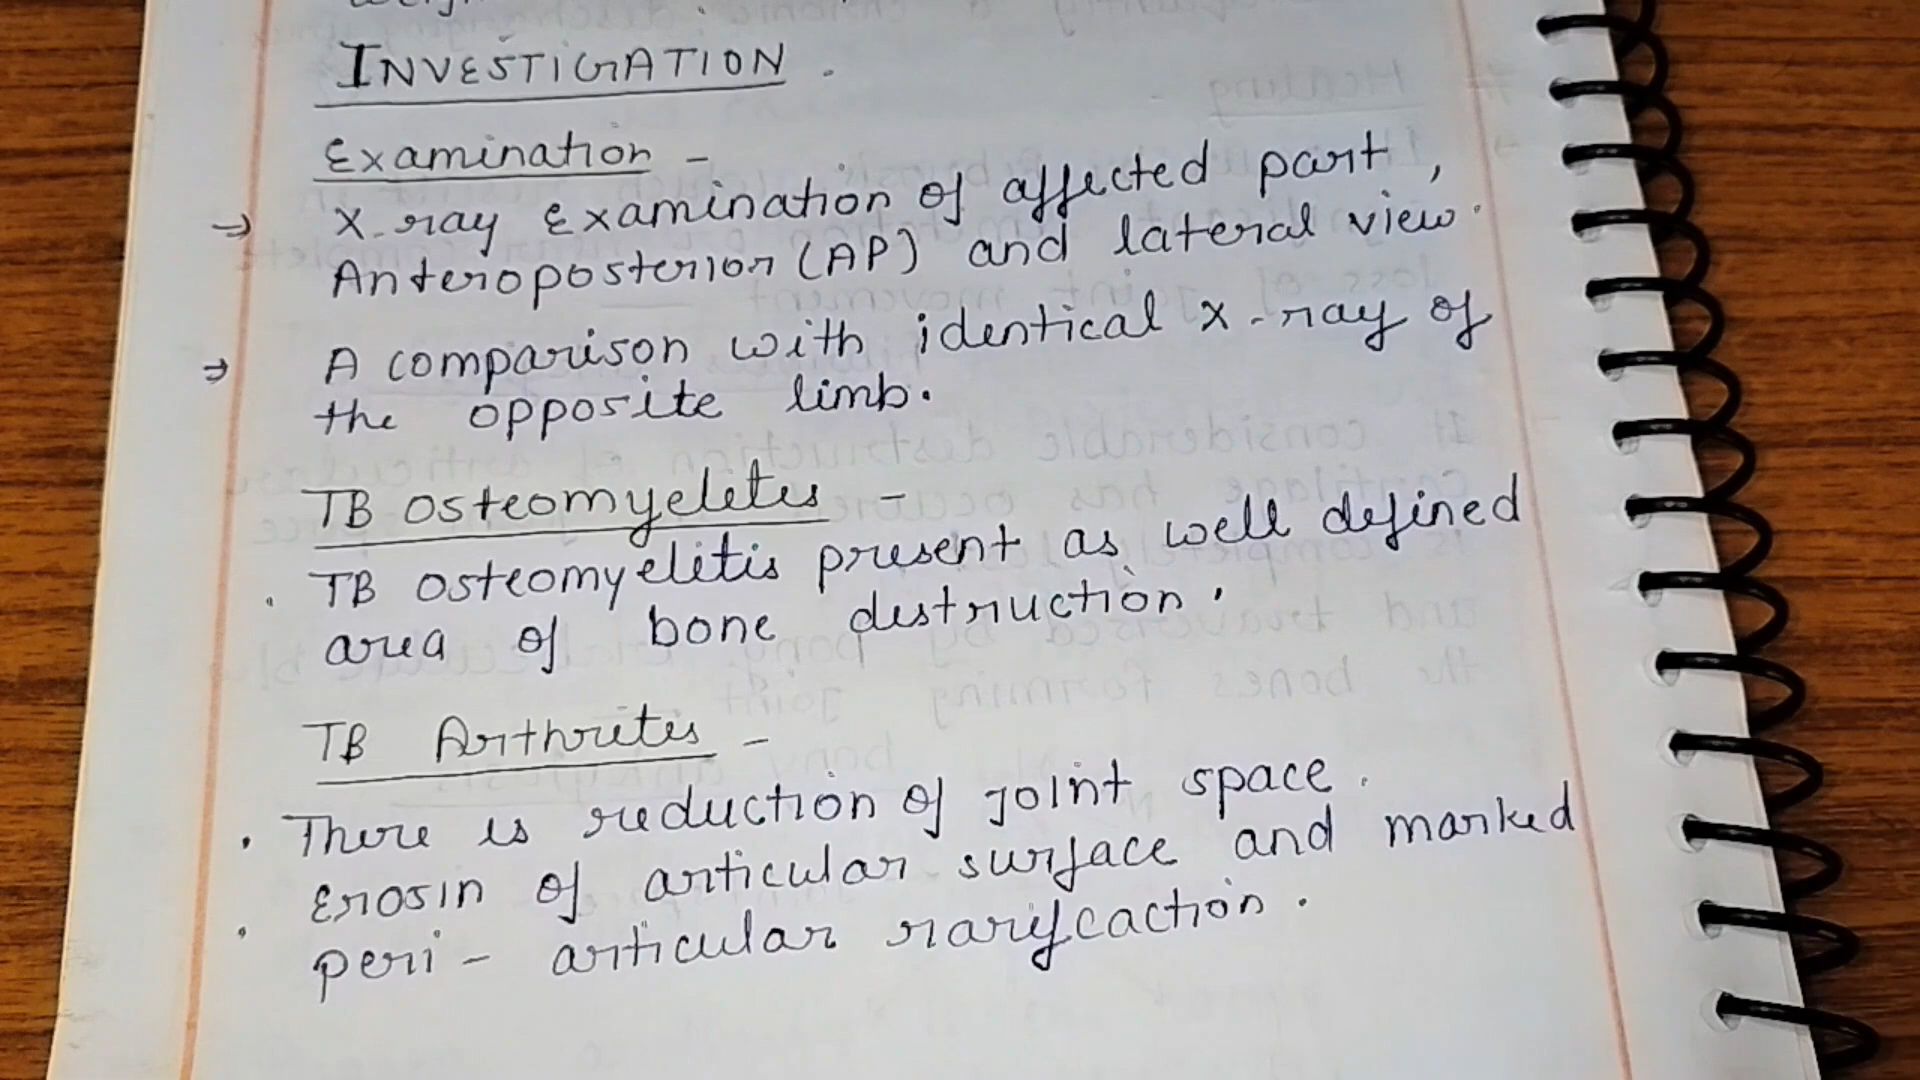 INVESTIGATION.
Examination -
⇒ X-ray Examination of affected part,
Anteroposterior (AP) and lateral view.
⇒ A comparison with identical x-ray of
the opposite limb.
TB Osteomyeletis -
. TB Osteomyelitis present as well defined
area of bone destruction.
TB Arthritis -
. There is reduction of joint space.
. Erosin of articular surface and marked
peri-articular rarifcaction.